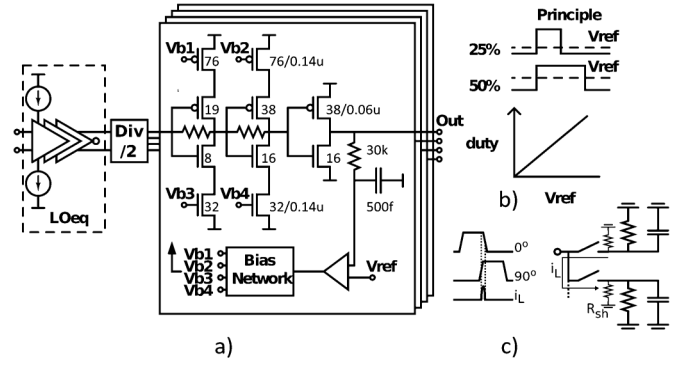 Vb1 Vb2
76 76/0.14u
19 38 38/0.06u
Div
/2
Out
8 16 16 30k
Vb3 Vb4
32 32/0.14u
500f
LOeq
Vb1
Vb2
Vb3
Vb4
Bias
Network
Vref
a)
Principle
25% Vref
50% Vref
duty
Vref
b)
0º
90º
iL
iL
Rsh
c)